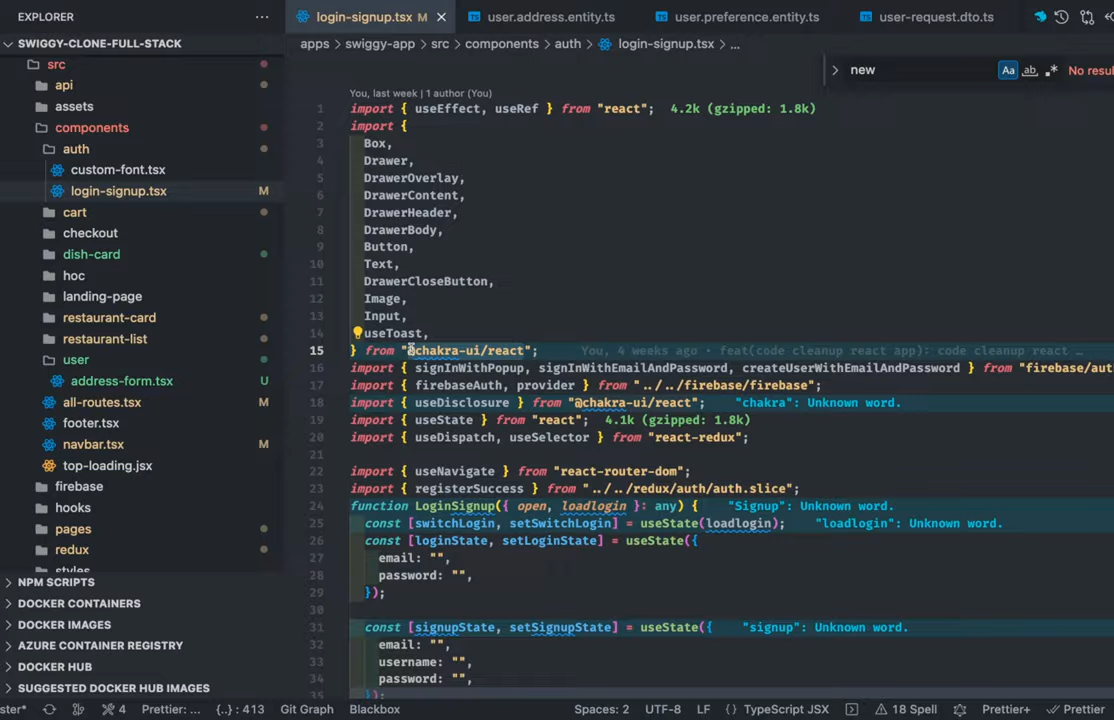 EXPLORER
SWIGGY-CLONE-FULL-STACK
src
api
assets
components
auth
custom-font.tsx
login-signup.tsx M
cart
checkout
dish-card
hoc
landing-page
restaurant-card
restaurant-list
user
address-form.tsx U
all-routes.tsx M
footer.tsx
navbar.tsx M
top-loading.jsx
firebase
hooks
pages
redux
styles
NPM SCRIPTS
DOCKER CONTAINERS
DOCKER IMAGES
AZURE CONTAINER REGISTRY
DOCKER HUB
SUGGESTED DOCKER HUB IMAGES
login-signup.tsx M user.address.entity.ts user.preference.entity.ts user-request.dto.ts
apps > swiggy-app > src > components > auth > login-signup.tsx > ...
new Aa ab .* No resul
You, last week | 1 author (You)
1 import { useEffect, useRef } from "react"; 4.2k (gzipped: 1.8k)
2 import {
3 Box,
4 Drawer,
5 DrawerOverlay,
6 DrawerContent,
7 DrawerHeader,
8 DrawerBody,
9 Button,
10 Text,
11 DrawerCloseButton,
12 Image,
13 Input,
14 useToast,
15 } from "@chakra-ui/react"; You, 4 weeks ago • feat(code cleanup react app): code cleanup react …
16 import { signInWithPopup, signInWithEmailAndPassword, createUserWithEmailAndPassword } from "firebase/aut
17 import { firebaseAuth, provider } from "../../firebase/firebase";
18 import { useDisclosure } from "@chakra-ui/react"; "chakra": Unknown word.
19 import { useState } from "react"; 4.1k (gzipped: 1.8k)
20 import { useDispatch, useSelector } from "react-redux";
21
22 import { useNavigate } from "react-router-dom";
23 import { registerSuccess } from "../../redux/auth/auth.slice";
24 function LoginSignup({ open, loadlogin }: any) { "Signup": Unknown word.
25 const [switchLogin, setSwitchLogin] = useState(loadlogin); "loadlogin": Unknown word.
26 const [loginState, setLoginState] = useState({
27 email: "",
28 password: "",
29 });
30
31 const [signupState, setSignupState] = useState({ "signup": Unknown word.
32 email: "",
33 username: "",
34 password: "",
35 });
ster* 4 Prettier: ... {..} : 413 Git Graph Blackbox Spaces: 2 UTF-8 LF {} TypeScript JSX 18 Spell Prettier+ Prettier